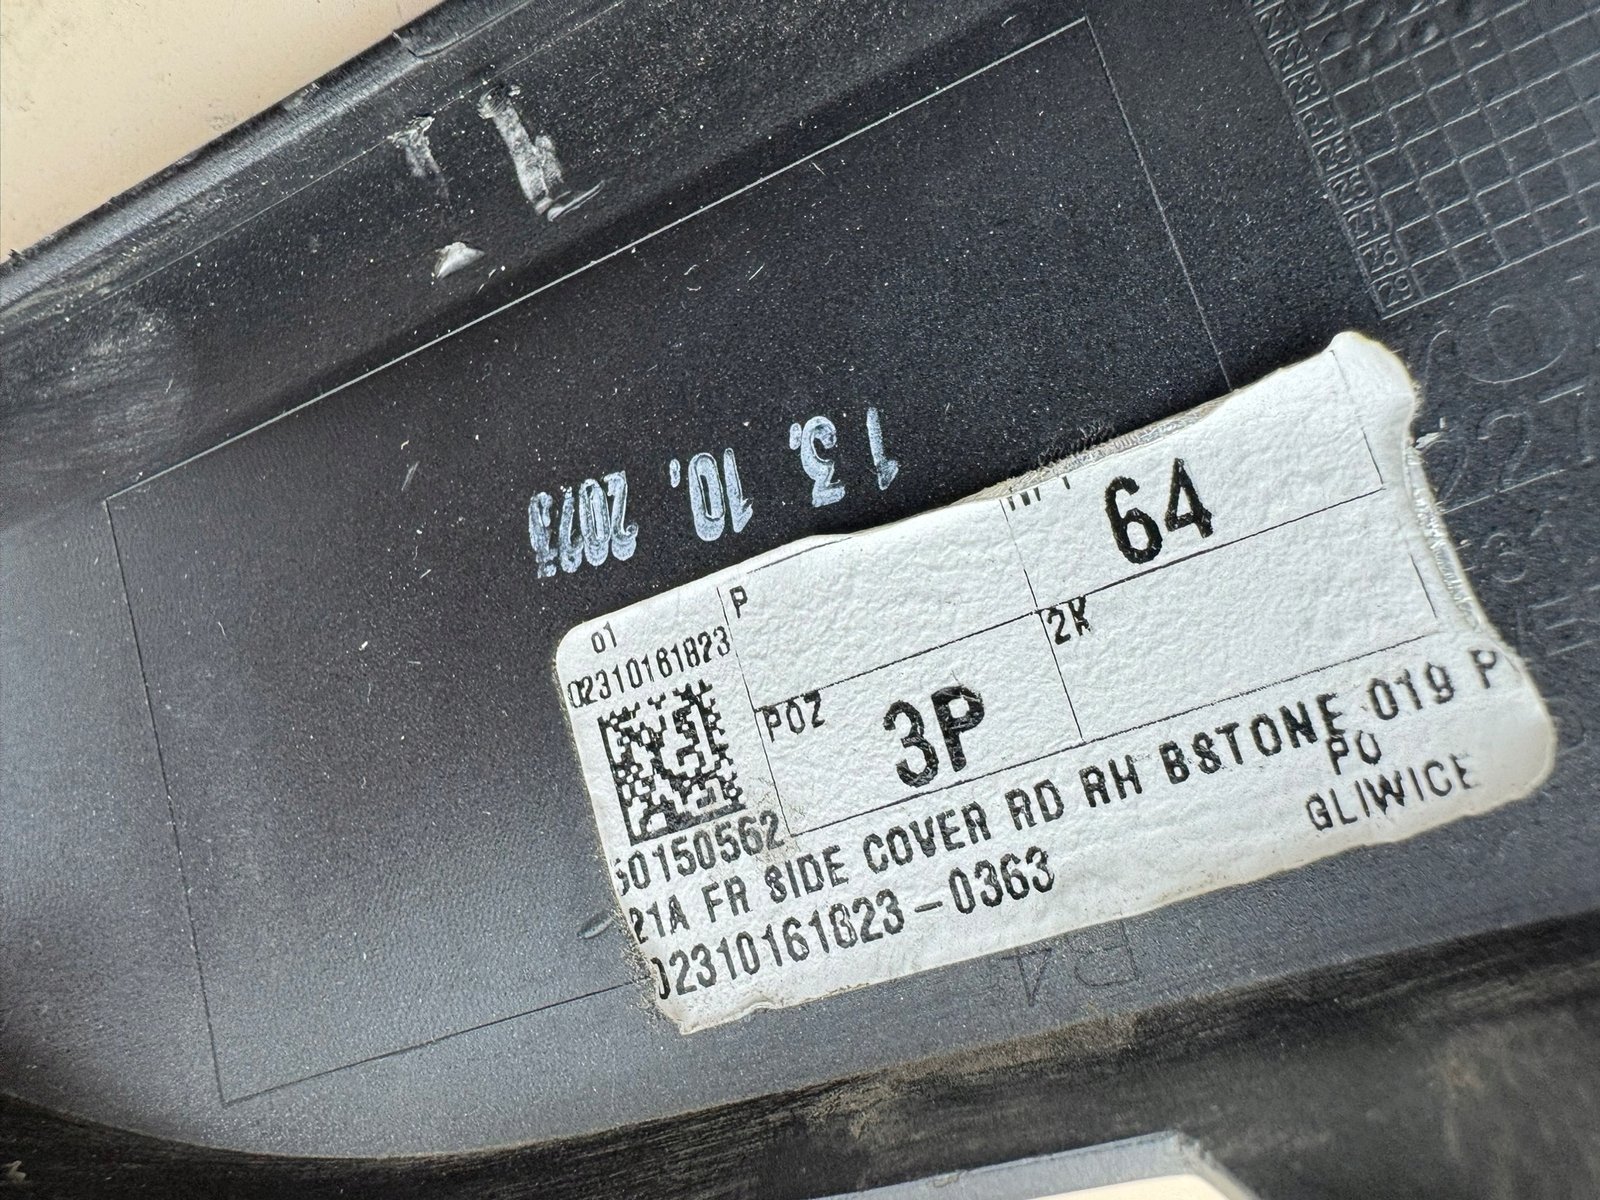 13. 10. 2023
64
01
P
02310161823
2K
POZ
3P
60150562
21A FR SIDE COVER RD RH BSTONE 019 P
PO
GLIWICE
02310161823-0363